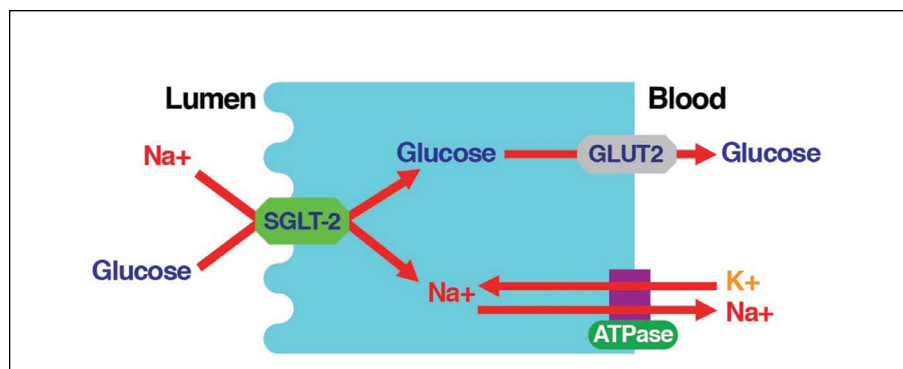 Lumen
Blood
Na+
Glucose
GLUT2
Glucose
SGLT-2
Glucose
Na+
K+
Na+
ATPase